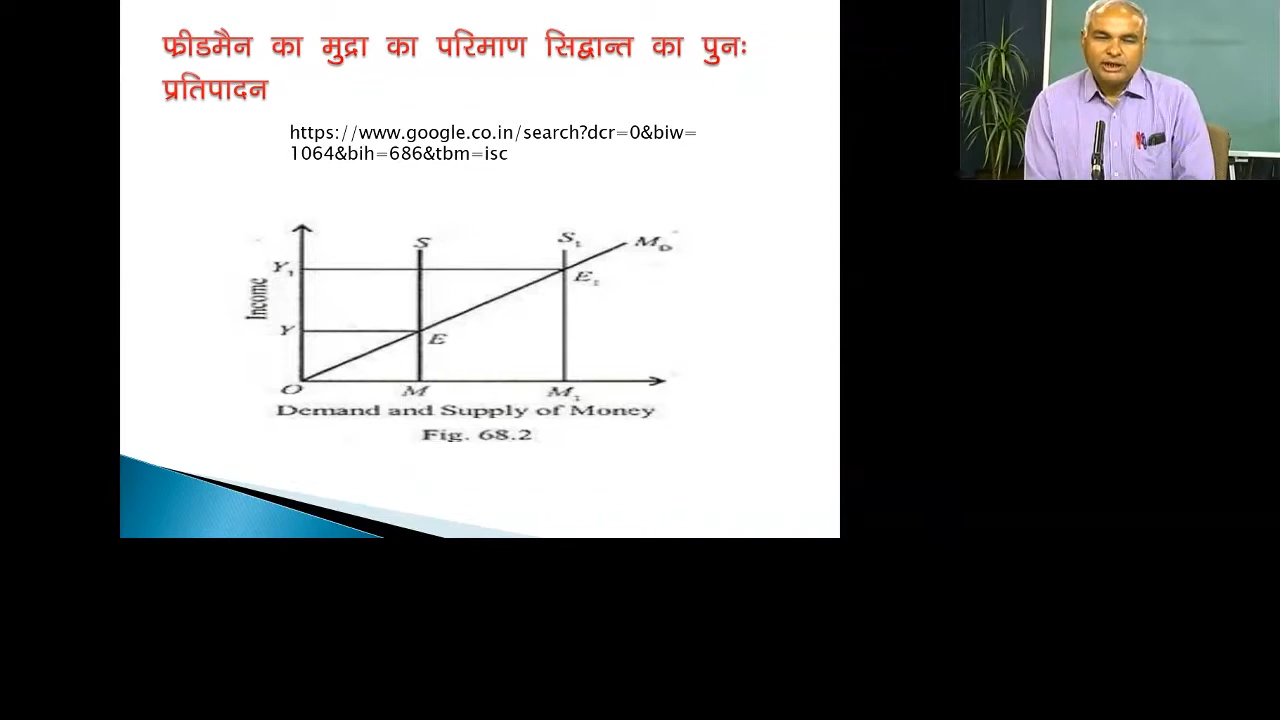 फ्रीडमैन का मुद्रा का परिमाण सिद्वान्त का पुनः
प्रतिपादन
https://www.google.co.in/search?dcr=0&biw=
1064&bih=686&tbm=isc
S
S₁
M_D
Y₁
E₁
Income
Y
E
O
M
M₁
Demand and Supply of Money
Fig. 68.2